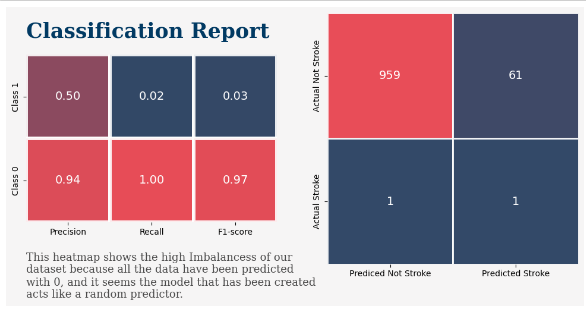 Classification Report
Class 1
0.50 0.02 0.03
Class 0
0.94 1.00 0.97
Precision Recall F1-score
This heatmap shows the high Imbalancess of our
dataset because all the data have been predicted
with 0, and it seems the model that has been created
acts like a random predictor.
Actual Not Stroke
959 61
Actual Stroke
1 1
Prediced Not Stroke Predicted Stroke